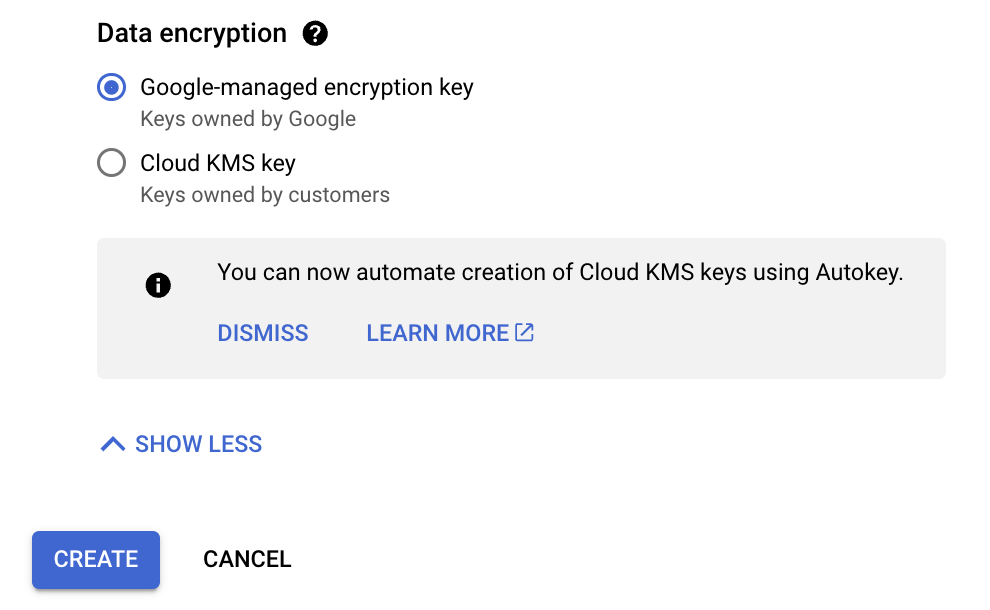 Data encryption
Google-managed encryption key
Keys owned by Google
Cloud KMS key
Keys owned by customers
You can now automate creation of Cloud KMS keys using Autokey.
DISMISS LEARN MORE
SHOW LESS
CREATE CANCEL